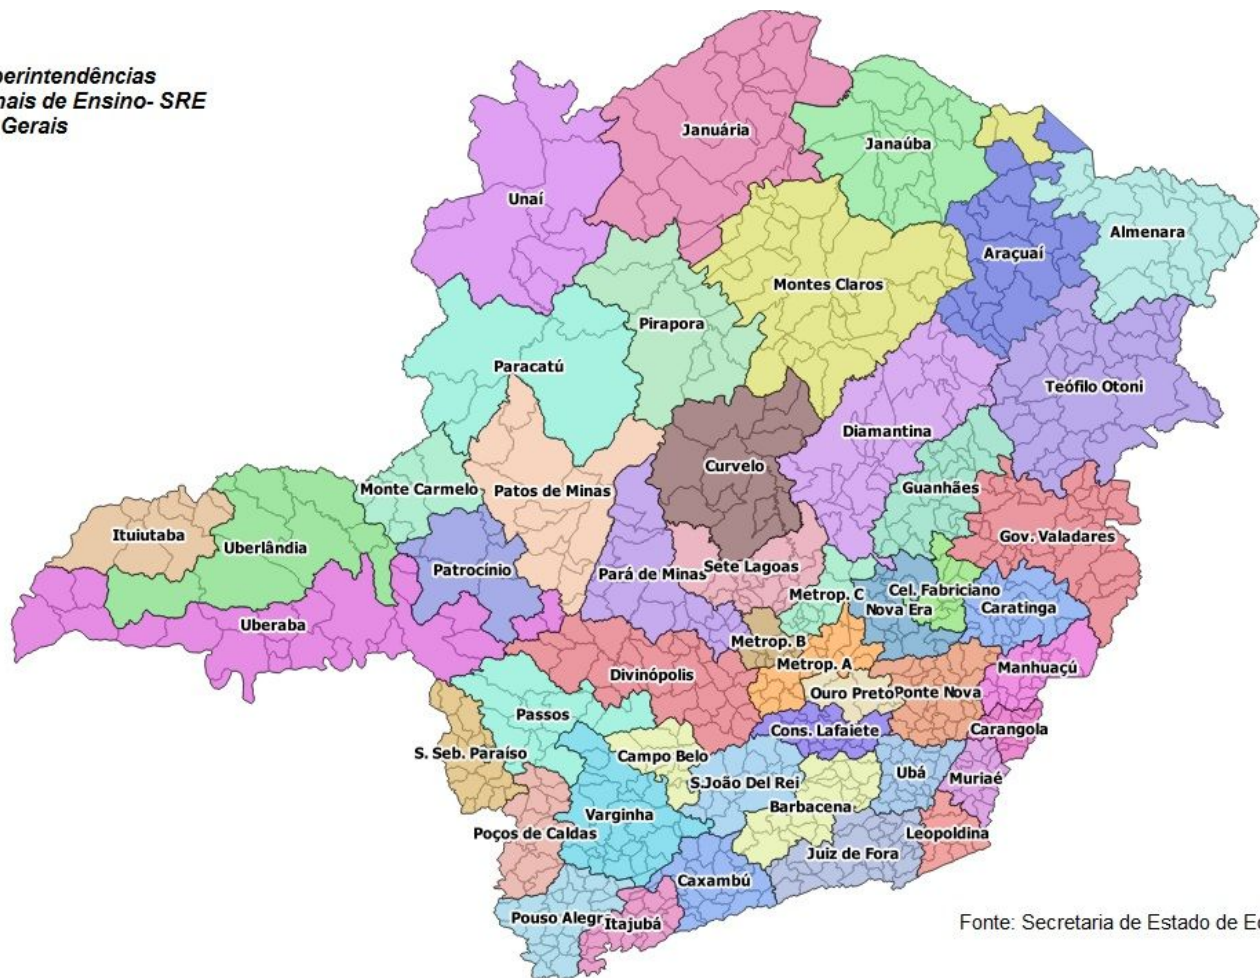 perintendências
nais de Ensino- SRE
Gerais
Januária
Janaúba
Unaí
Almenara
Araçuaí
Montes Claros
Pirapora
Paracatú
Teófilo Otoni
Diamantina
Curvelo
Monte Carmelo
Patos de Minas
Guanhães
Ituiutaba
Uberlândia
Gov. Valadares
Patrocínio
Pará de Minas
Sete Lagoas
Metrop. C
Cel. Fabriciano
Nova Era
Caratinga
Uberaba
Metrop. B
Metrop. A
Manhuaçú
Divinópolis
Ouro Preto
Ponte Nova
Passos
Cons. Lafaiete
Carangola
S. Seb. Paraíso
Campo Belo
S.João Del Rei
Ubá
Muriaé
Barbacena
Varginha
Poços de Caldas
Leopoldina
Juiz de Fora
Caxambú
Pouso Alegr
Itajubá
Fonte: Secretaria de Estado de E